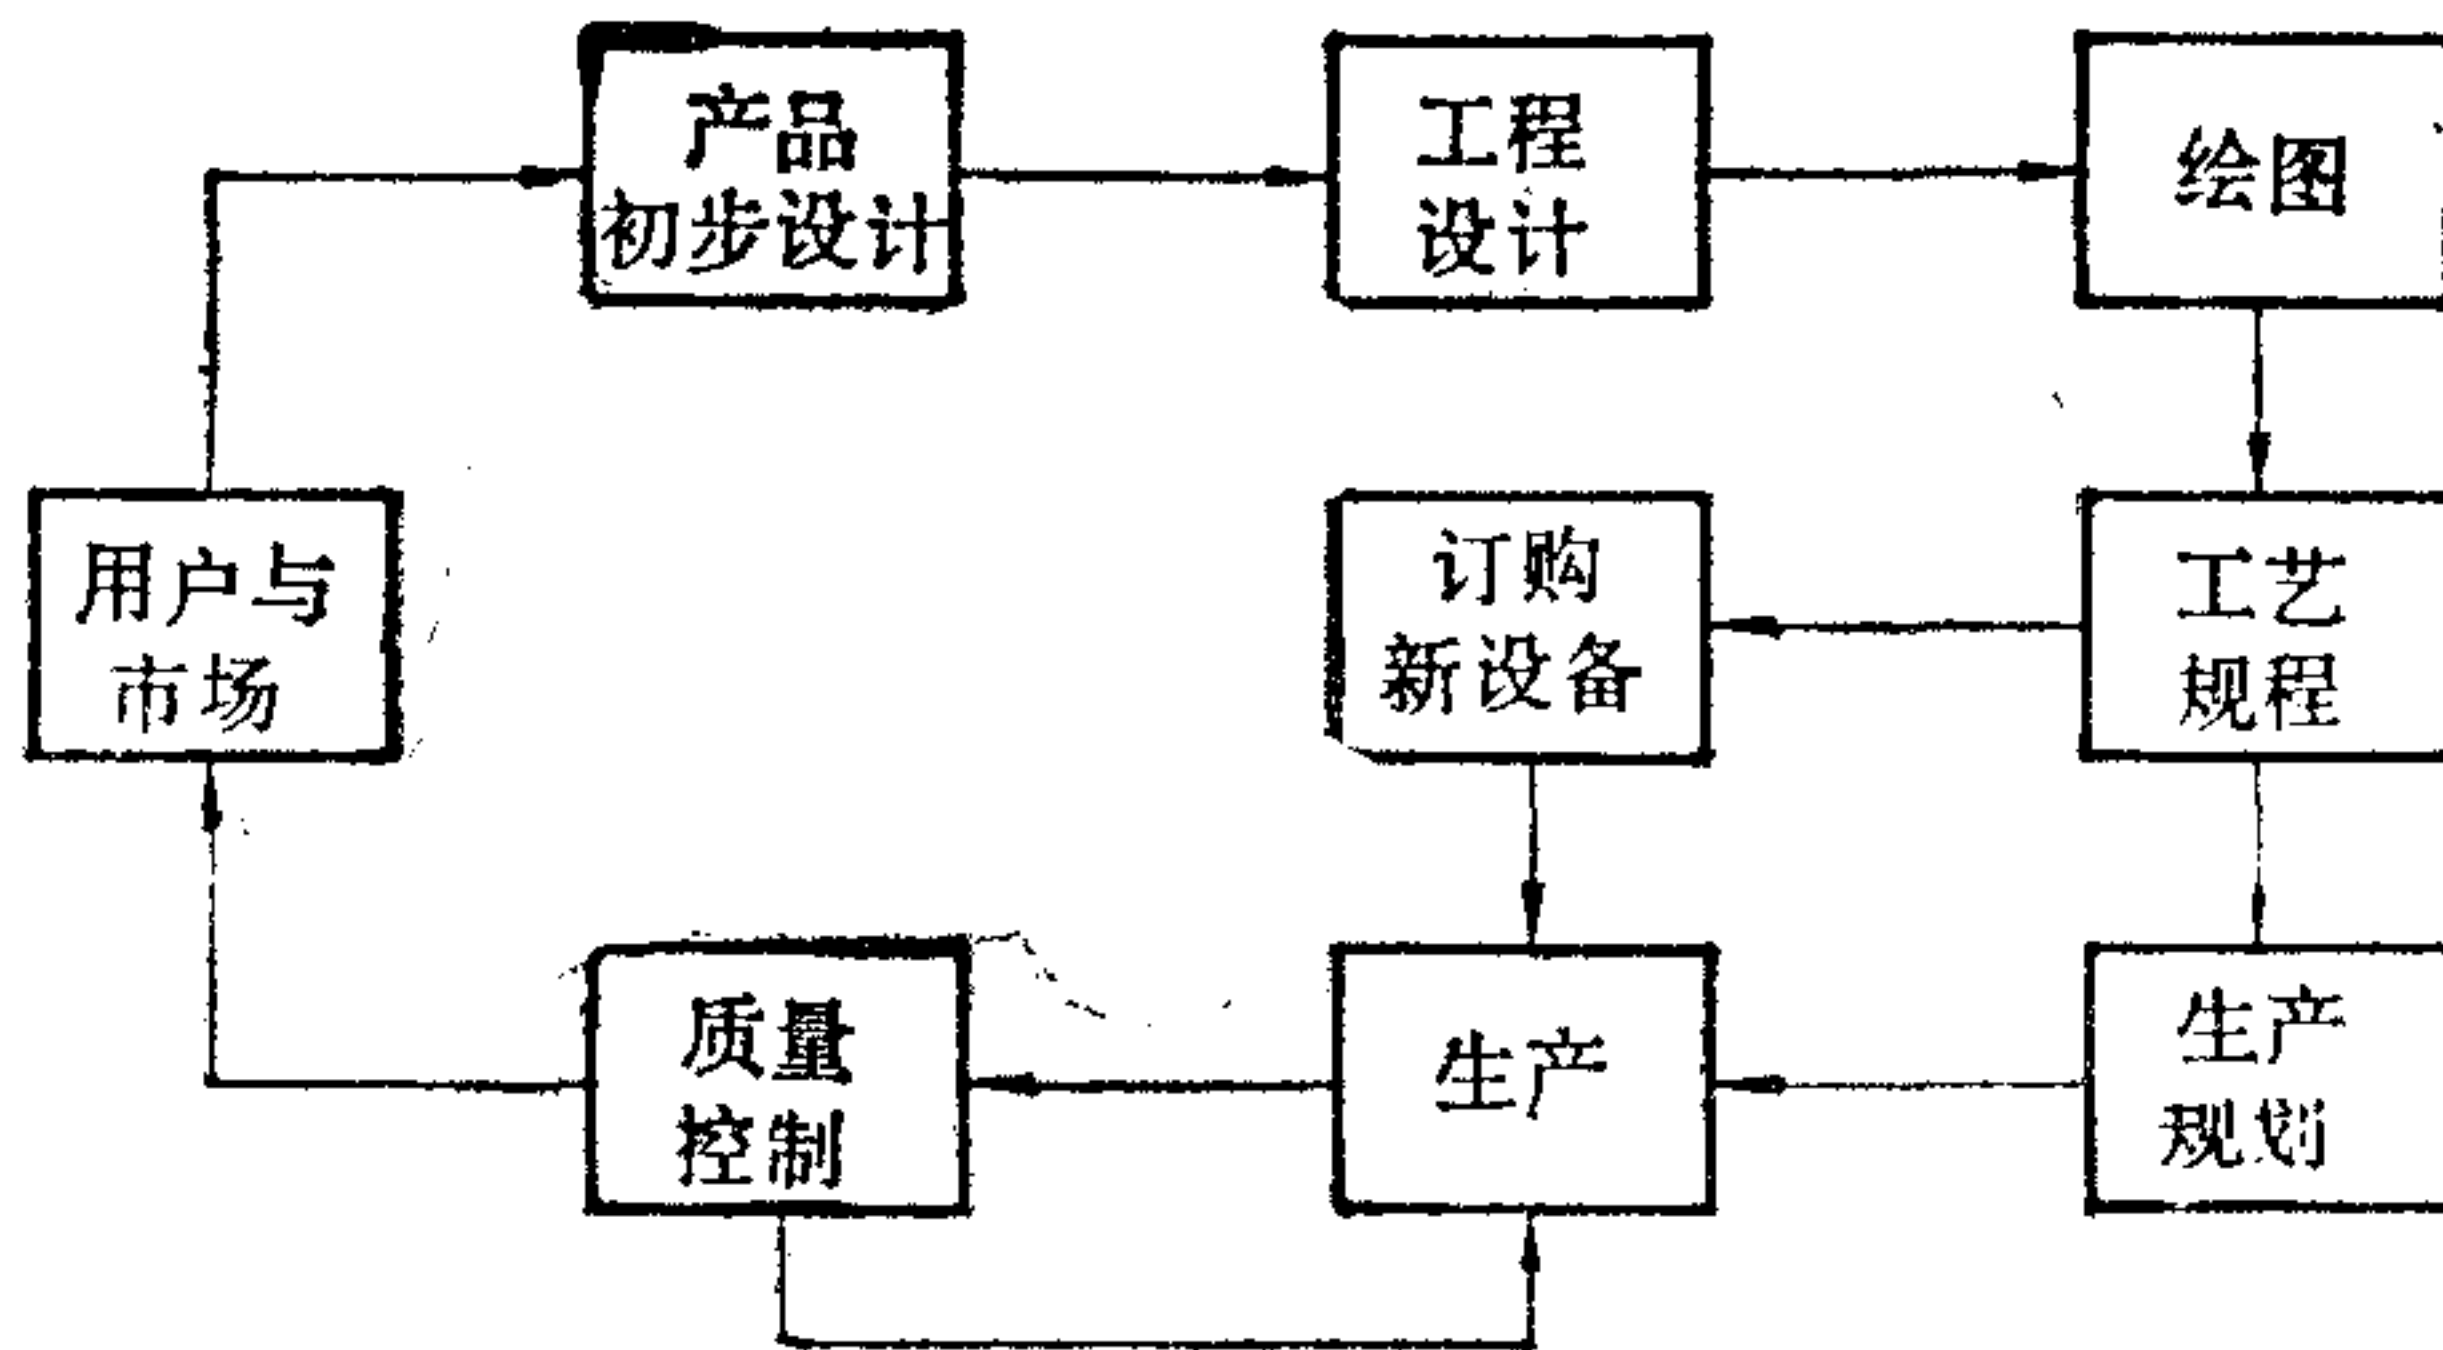 产品
初步设计
工程
设计
绘图
用户与
市场
订购
新设备
工艺
规程
质量
控制
生产
生产
规划